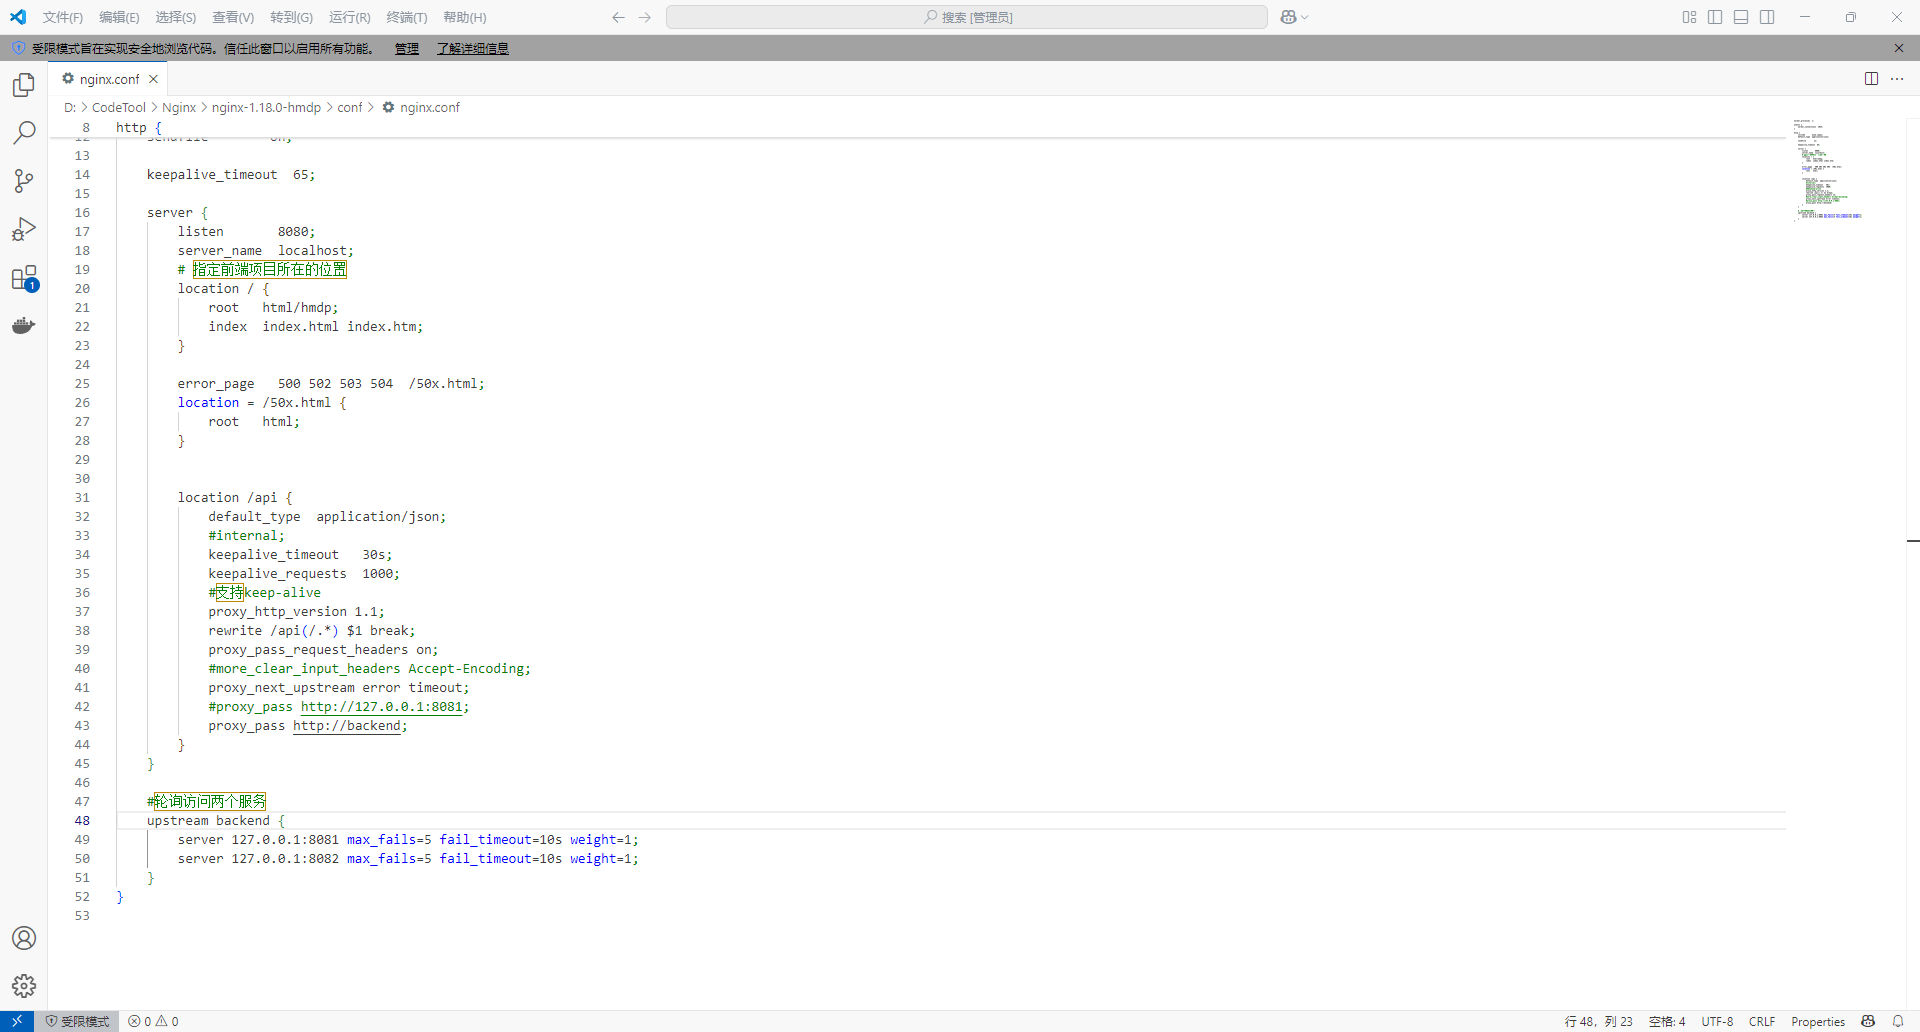 文件(F) 编辑(E) 选择(S) 查看(V) 转到(G) 运行(R) 终端(T) 帮助(H) 搜索 [管理员]
受限模式旨在实现安全地浏览代码。信任此窗口以启用所有功能。 管理 了解详细信息
nginx.conf
D: > CodeTool > Nginx > nginx-1.18.0-hmdp > conf > nginx.conf
8 http {
12 sendfile on;
13
14 keepalive_timeout 65;
15
16 server {
17 listen 8080;
18 server_name localhost;
19 # 指定前端项目所在的位置
20 location / {
21 root html/hmdp;
22 index index.html index.htm;
23 }
24
25 error_page 500 502 503 504 /50x.html;
26 location = /50x.html {
27 root html;
28 }
29
30
31 location /api {
32 default_type application/json;
33 #internal;
34 keepalive_timeout 30s;
35 keepalive_requests 1000;
36 #支持keep-alive
37 proxy_http_version 1.1;
38 rewrite /api(/.*) $1 break;
39 proxy_pass_request_headers on;
40 #more_clear_input_headers Accept-Encoding;
41 proxy_next_upstream error timeout;
42 #proxy_pass http://127.0.0.1:8081;
43 proxy_pass http://backend;
44 }
45 }
46
47 #轮询访问两个服务
48 upstream backend {
49 server 127.0.0.1:8081 max_fails=5 fail_timeout=10s weight=1;
50 server 127.0.0.1:8082 max_fails=5 fail_timeout=10s weight=1;
51 }
52 }
53
1
受限模式 0 0 行 48，列 23 空格: 4 UTF-8 CRLF Properties